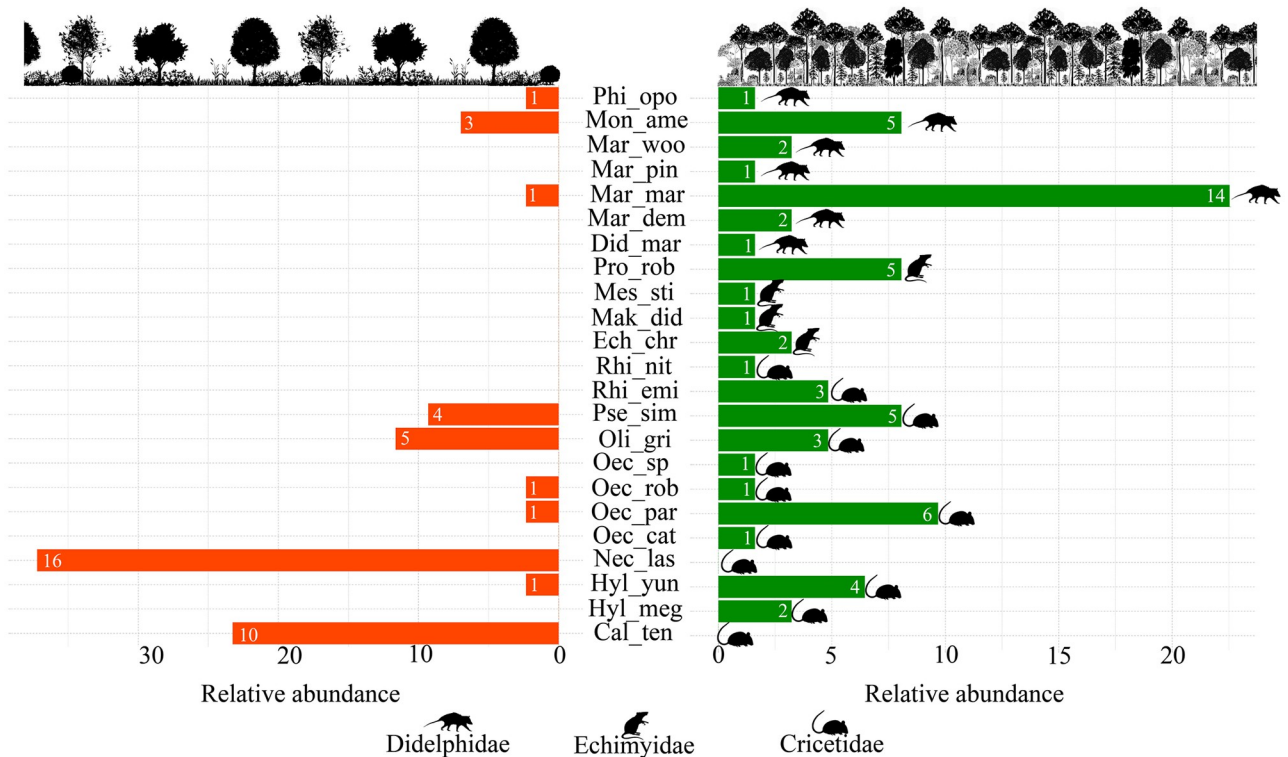 1 Phi_opo 1
3 Mon_ame 5
Mar_woo 2
Mar_pin 1
1 Mar_mar 14
Mar_dem 2
Did_mar 1
Pro_rob 5
Mes_sti 1
Mak_did 1
Ech_chr 2
Rhi_nit 1
Rhi_emi 3
4 Pse_sim 5
5 Oli_gri 3
Oec_sp 1
1 Oec_rob 1
1 Oec_par 6
Oec_cat 1
16 Nec_las
1 Hyl_yun 4
Hyl_meg 2
10 Cal_ten
30 20 10 0 0 5 10 15 20
Relative abundance Relative abundance
Didelphidae Echimyidae Cricetidae